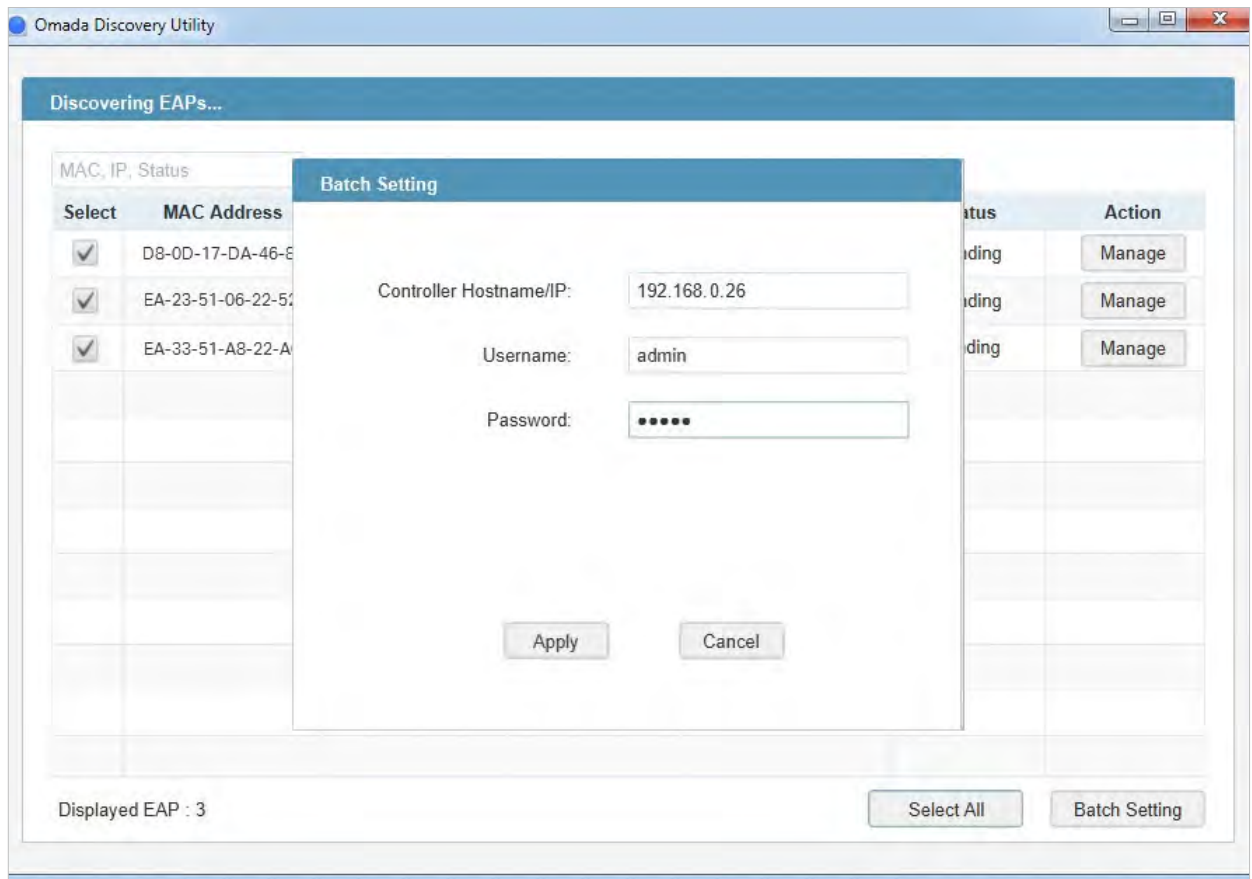 Omada Discovery Utility
Discovering EAPs...
MAC, IP, Status
Batch Setting
Select MAC Address Action
D8-0D-17-DA-46- Manage
Controller Hostname/IP: 192.168.0.26
EA-23-51-06-22-52 Manage
Username: admin
EA-33-51-A8-22-A Manage
Password: •••••
Apply Cancel
Displayed EAP : 3 Select All Batch Setting